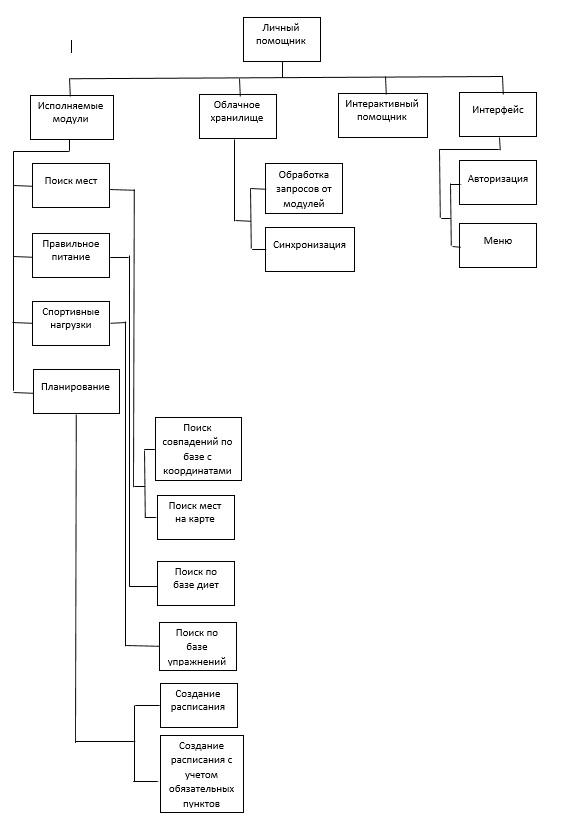 Личный
помощник
Исполняемые
модули
Облачное
хранилище
Интерактивный
помощник
Интерфейс
Поиск мест
Обработка
запросов от
модулей
Авторизация
Правильное
питание
Синхронизация
Меню
Спортивные
нагрузки
Планирование
Поиск
совпадений по
базе с
координатами
Поиск мест
на карте
Поиск по
базе диет
Поиск по
базе
упражнений
Создание
расписания
Создание
расписания с
учетом
обязательных
пунктов